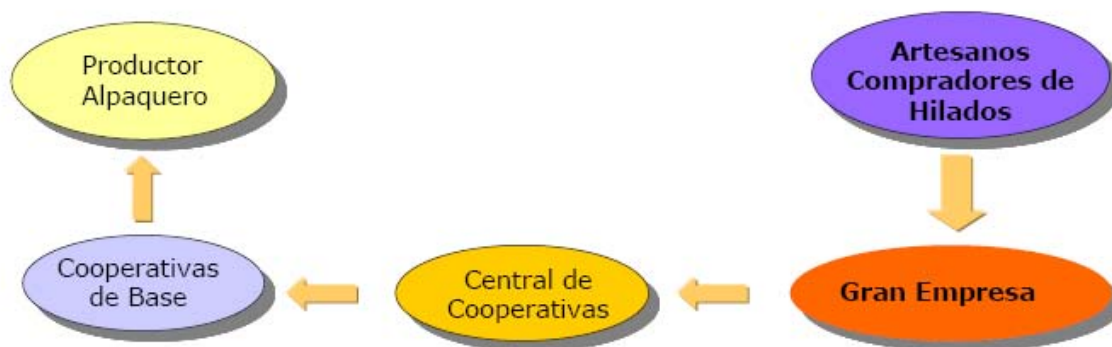 Productor
Alpaquero
Artesanos
Compradores de
Hilados
Cooperativas
de Base
Central de
Cooperativas
Gran Empresa